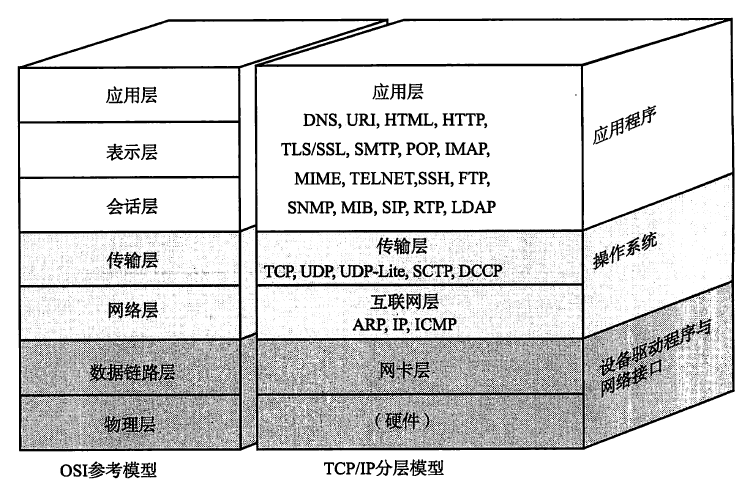 应用层
表示层
会话层
传输层
网络层
数据链路层
物理层
OSI参考模型
应用层
DNS, URI, HTML, HTTP,
TLS/SSL, SMTP, POP, IMAP,
MIME, TELNET,SSH, FTP,
SNMP, MIB, SIP, RTP, LDAP
传输层
TCP, UDP, UDP-Lite, SCTP, DCCP
互联网层
ARP, IP, ICMP
网卡层
（硬件）
TCP/IP分层模型
应用程序
操作系统
设备驱动程序与
网络接口